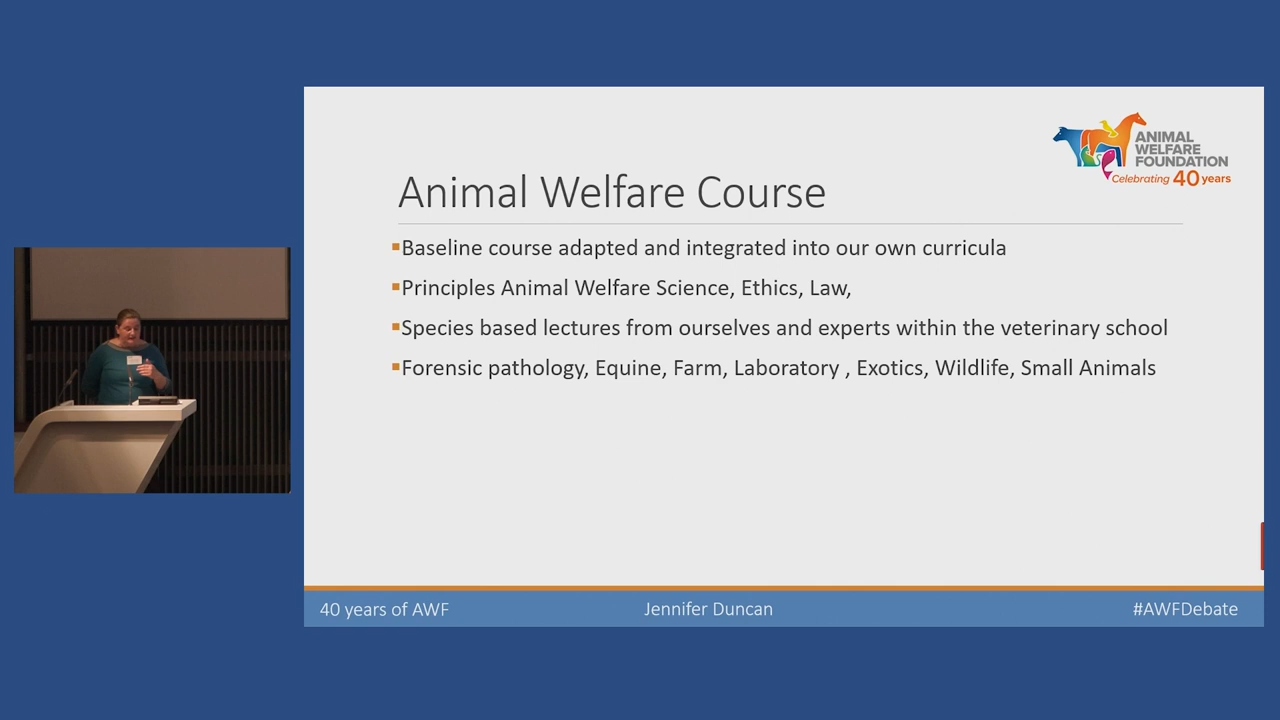 ANIMAL
WELFARE
FOUNDATION
Celebrating 40 years
Animal Welfare Course
Baseline course adapted and integrated into our own curricula
Principles Animal Welfare Science, Ethics, Law,
Species based lectures from ourselves and experts within the veterinary school
Forensic pathology, Equine, Farm, Laboratory , Exotics, Wildlife, Small Animals
40 years of AWF
Jennifer Duncan
#AWFDebate